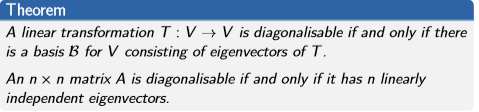 Theorem
A linear transformation T : V → V is diagonalisable if and only if there
is a basis ℬ for V consisting of eigenvectors of T.
An n × n matrix A is diagonalisable if and only if it has n linearly
independent eigenvectors.